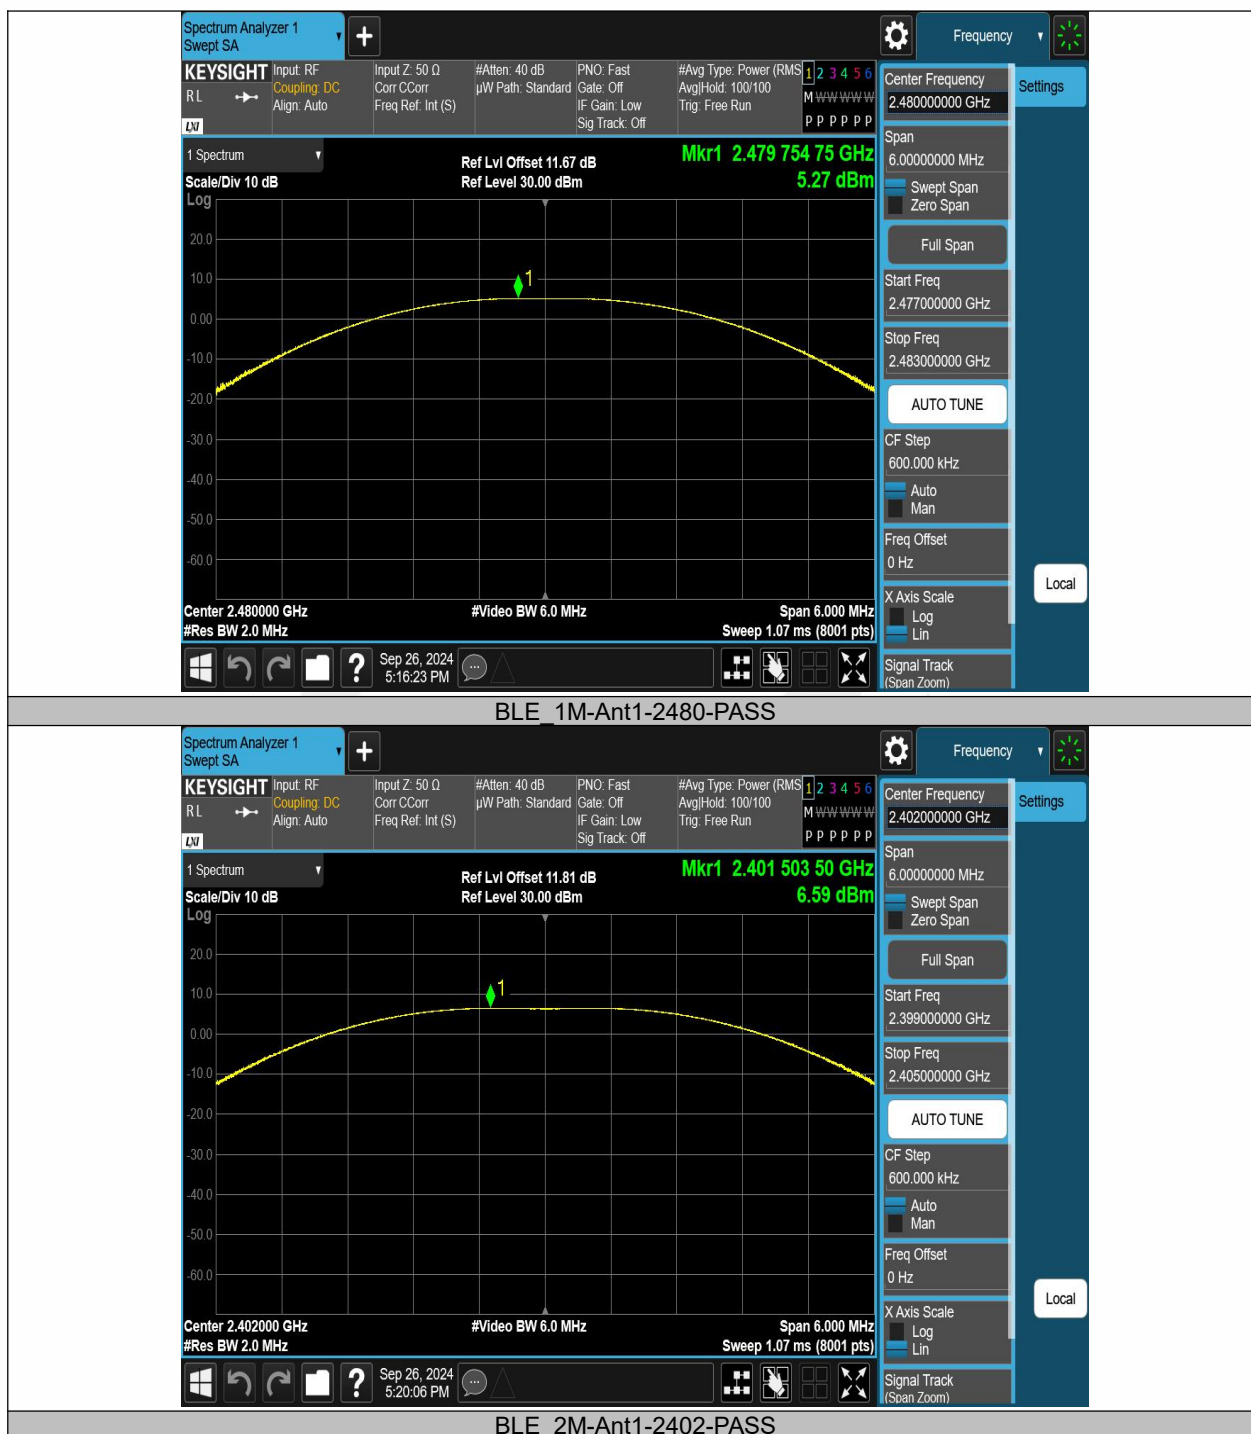 Spectrum Analyzer 1
Swept SA
Frequency
KEYSIGHT
R L
LXI
Input: RF
Coupling: DC
Align: Auto
Input Z: 50 Ω
Corr CCorr
Freq Ref: Int (S)
#Atten: 40 dB
µW Path: Standard
PNO: Fast
Gate: Off
IF Gain: Low
Sig Track: Off
#Avg Type: Power (RMS
Avg|Hold: 100/100
Trig: Free Run
1 2 3 4 5 6
M W W W W W
P P P P P P
1 Spectrum
Scale/Div 10 dB
Log
Ref Lvl Offset 11.67 dB
Ref Level 30.00 dBm
Mkr1 2.479 754 75 GHz
5.27 dBm
1
20.0
10.0
0.00
-10.0
-20.0
-30.0
-40.0
-50.0
-60.0
Center 2.480000 GHz
#Res BW 2.0 MHz
#Video BW 6.0 MHz
Span 6.000 MHz
Sweep 1.07 ms (8001 pts)
Sep 26, 2024
5:16:23 PM
Center Frequency
2.480000000 GHz
Settings
Span
6.00000000 MHz
Swept Span
Zero Span
Full Span
Start Freq
2.477000000 GHz
Stop Freq
2.483000000 GHz
AUTO TUNE
CF Step
600.000 kHz
Auto
Man
Freq Offset
0 Hz
X Axis Scale
Log
Lin
Local
Signal Track
(Span Zoom)
BLE_1M-Ant1-2480-PASS
Spectrum Analyzer 1
Swept SA
Frequency
KEYSIGHT
R L
LXI
Input: RF
Coupling: DC
Align: Auto
Input Z: 50 Ω
Corr CCorr
Freq Ref: Int (S)
#Atten: 40 dB
µW Path: Standard
PNO: Fast
Gate: Off
IF Gain: Low
Sig Track: Off
#Avg Type: Power (RMS
Avg|Hold: 100/100
Trig: Free Run
1 2 3 4 5 6
M W W W W W
P P P P P P
1 Spectrum
Scale/Div 10 dB
Log
Ref Lvl Offset 11.81 dB
Ref Level 30.00 dBm
Mkr1 2.401 503 50 GHz
6.59 dBm
1
20.0
10.0
0.00
-10.0
-20.0
-30.0
-40.0
-50.0
-60.0
Center 2.402000 GHz
#Res BW 2.0 MHz
#Video BW 6.0 MHz
Span 6.000 MHz
Sweep 1.07 ms (8001 pts)
Sep 26, 2024
5:20:06 PM
Center Frequency
2.402000000 GHz
Settings
Span
6.00000000 MHz
Swept Span
Zero Span
Full Span
Start Freq
2.399000000 GHz
Stop Freq
2.405000000 GHz
AUTO TUNE
CF Step
600.000 kHz
Auto
Man
Freq Offset
0 Hz
X Axis Scale
Log
Lin
Local
Signal Track
(Span Zoom)
BLE_2M-Ant1-2402-PASS